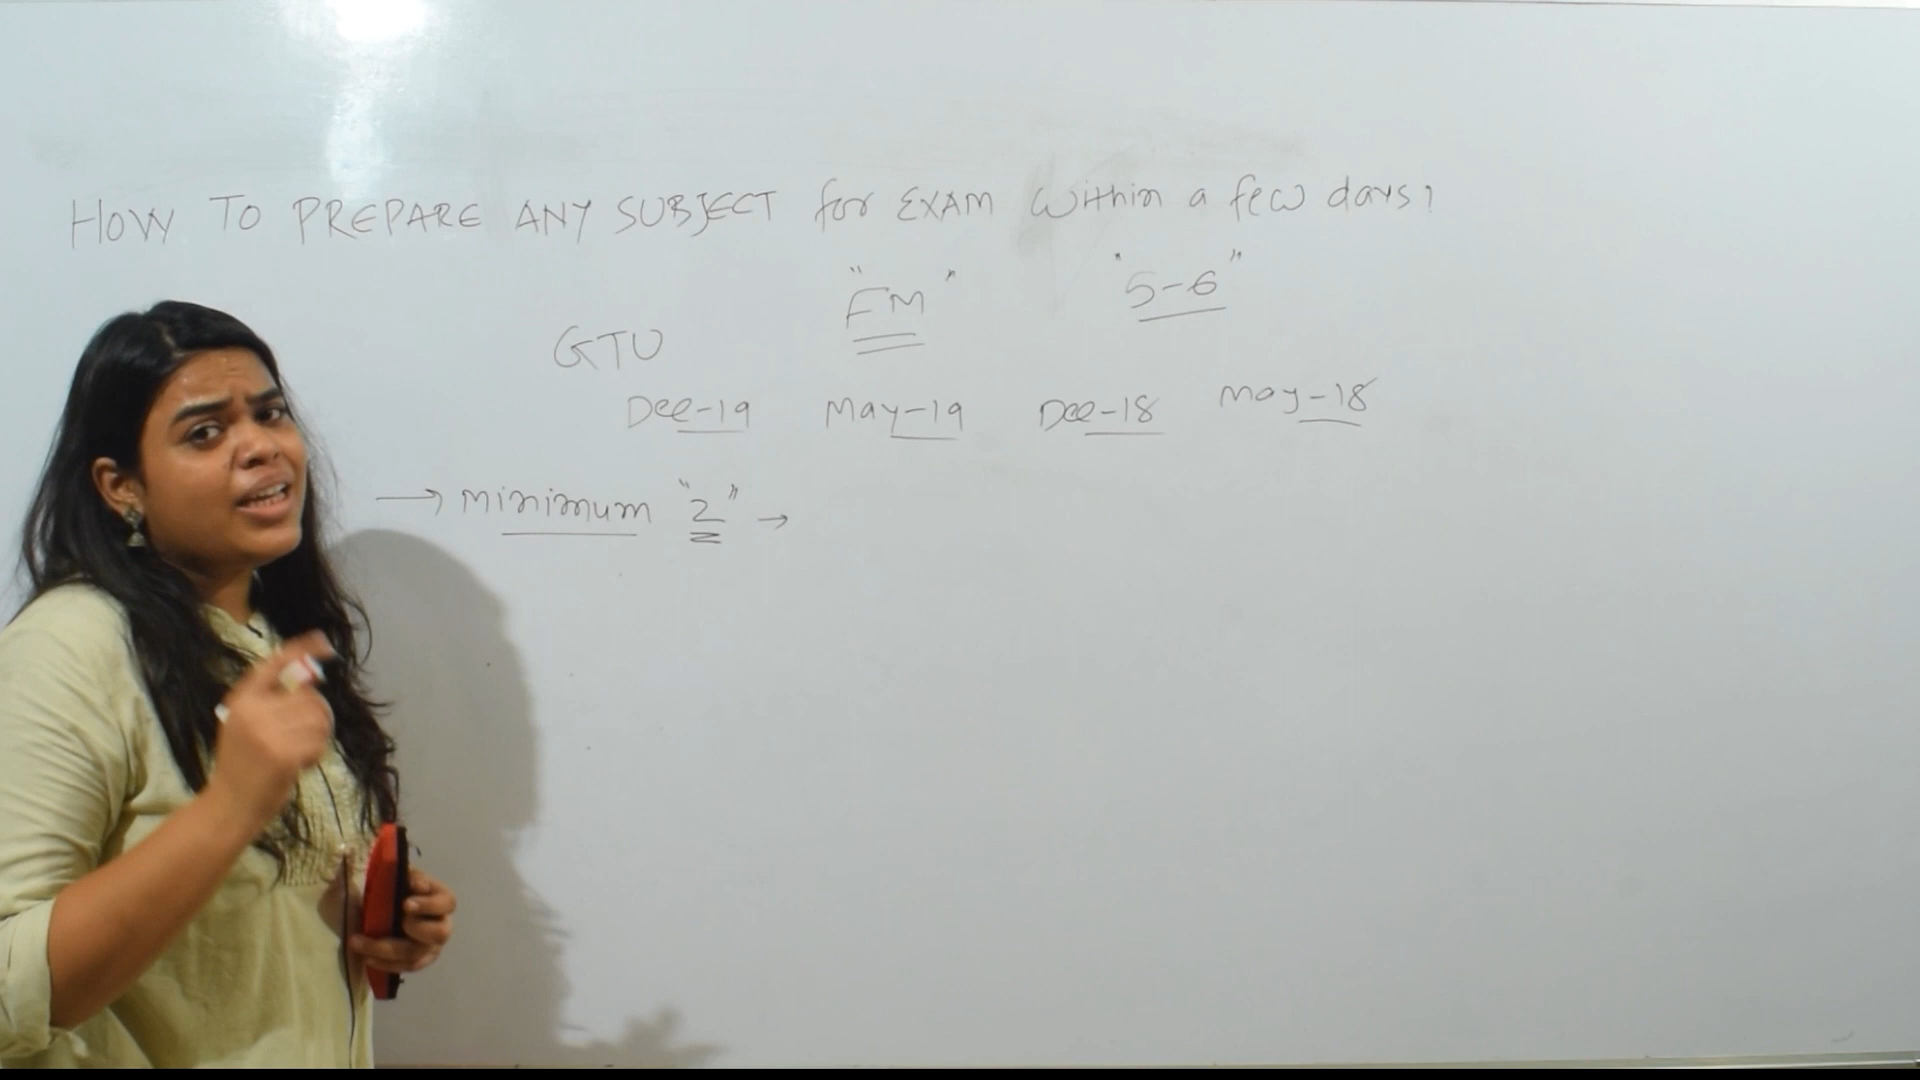 HOW TO PREPARE ANY SUBJECT for EXAM within a few days?
"FM" "5-6"
GTU
Dec-19 May-19 Dec-18 May-18
→ minimum "2" →